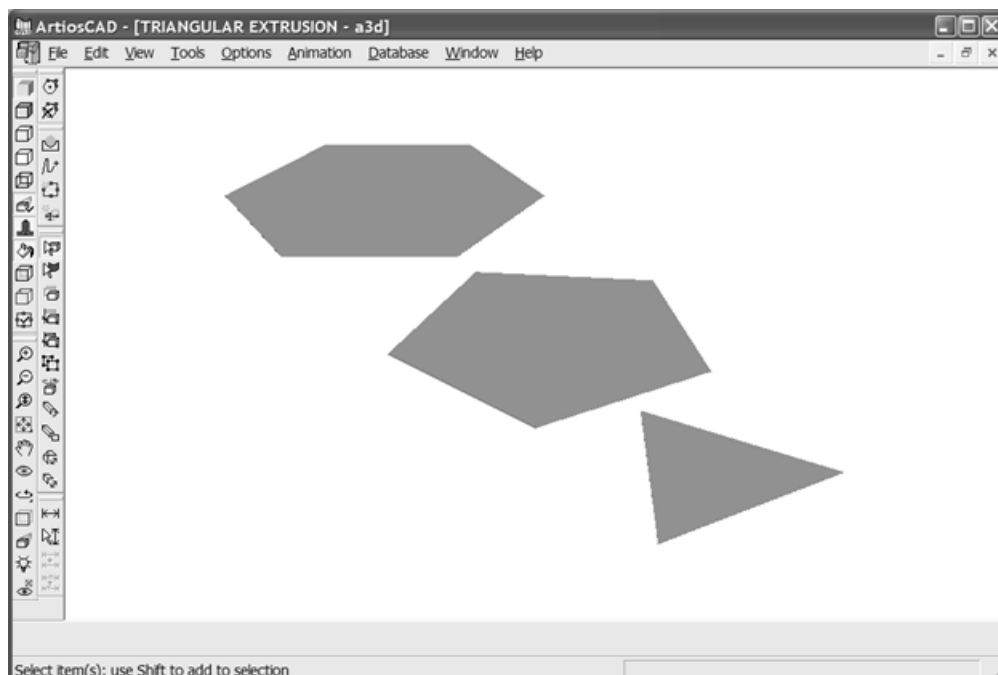 ArtiosCAD - [TRIANGULAR EXTRUSION - a3d]
File Edit View Tools Options Animation Database Window Help
Select item(s); use Shift to add to selection